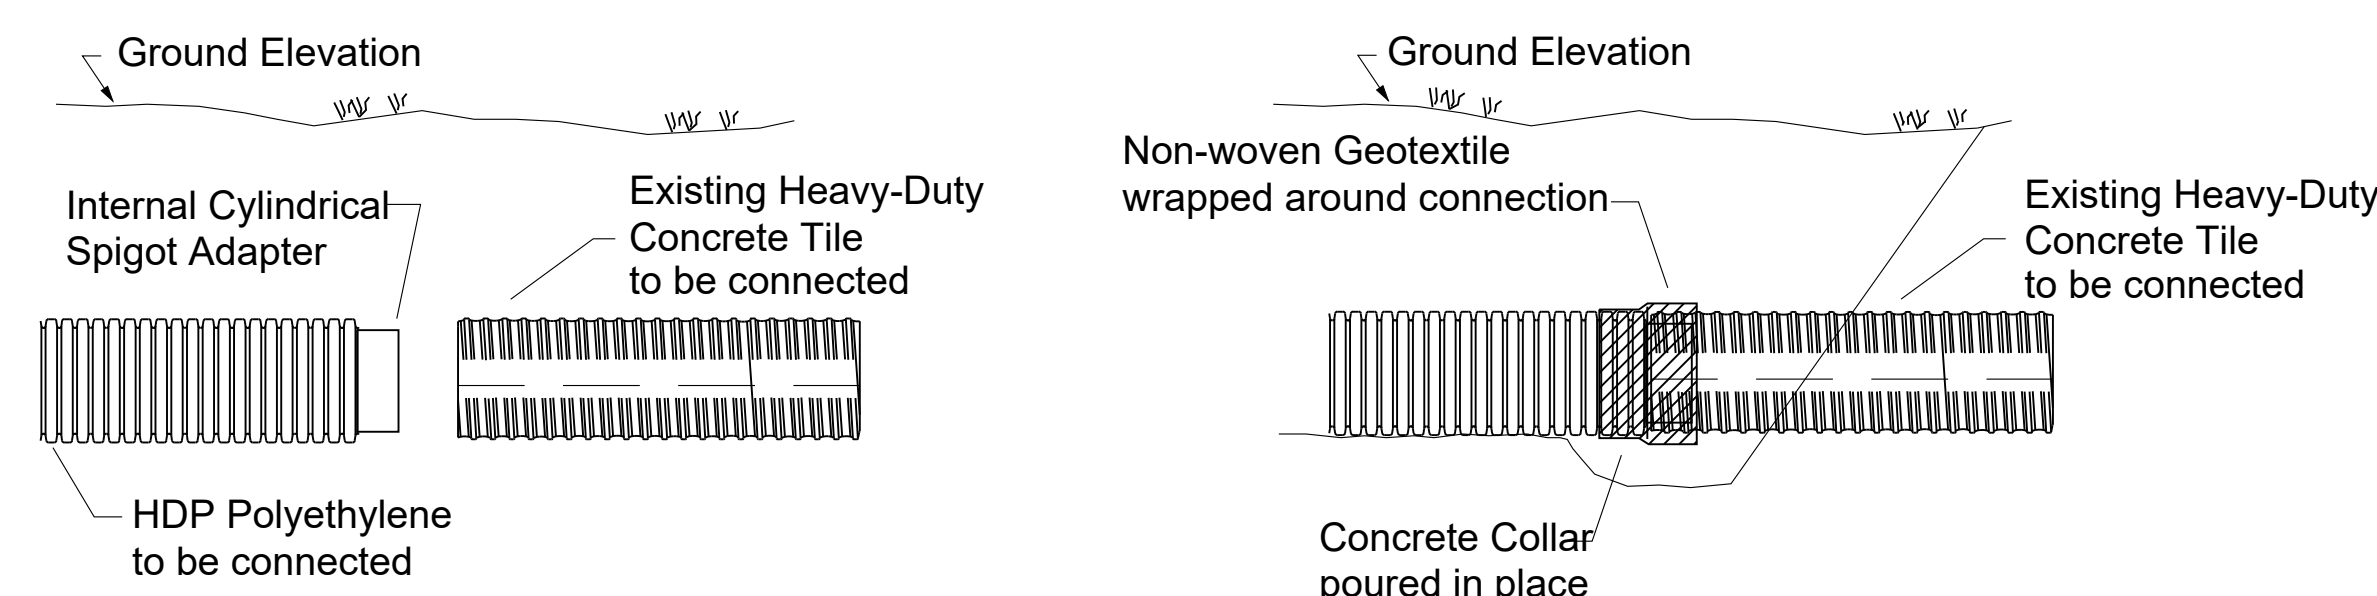 Ground Elevation
Internal Cylindrical
Spigot Adapter
Existing Heavy-Duty
Concrete Tile
to be connected
HDP Polyethylene
to be connected
Ground Elevation
Non-woven Geotextile
wrapped around connection
Existing Heavy-Duty
Concrete Tile
to be connected
Concrete Collar
poured in place